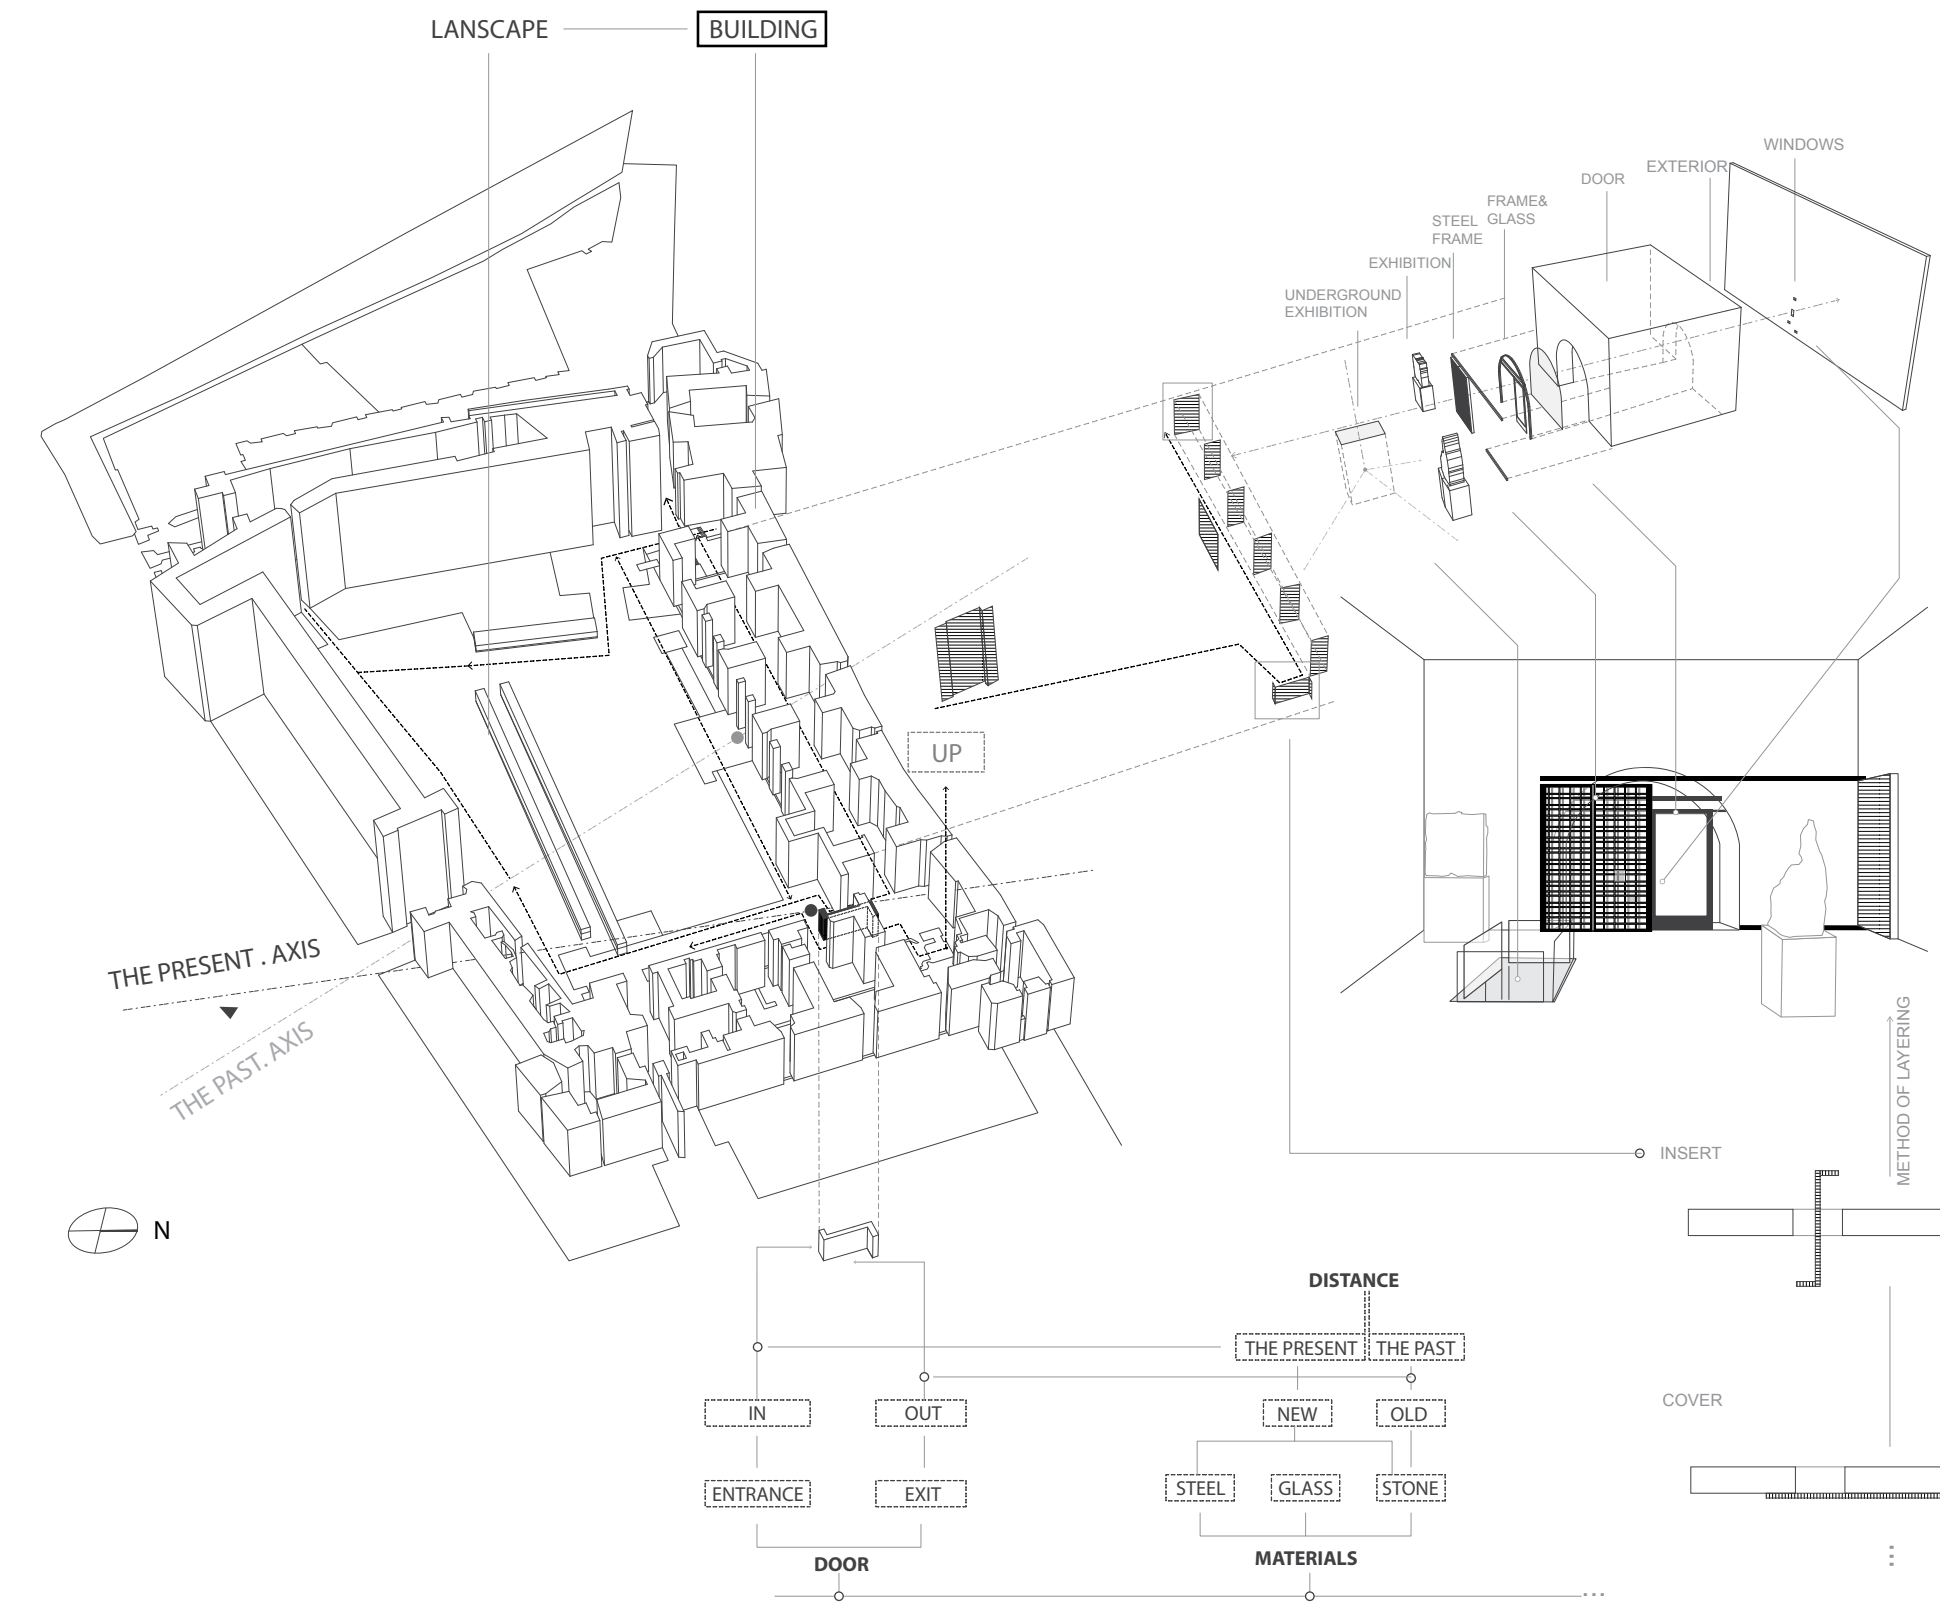 LANSCAPE
BUILDING
WINDOWS
EXTERIOR
DOOR
FRAME&
GLASS
STEEL
FRAME
EXHIBITION
UNDERGROUND
EXHIBITION
UP
THE PRESENT . AXIS
THE PAST. AXIS
N
METHOD OF LAYERING
INSERT
DISTANCE
THE PRESENT
THE PAST
IN
OUT
NEW
OLD
COVER
ENTRANCE
EXIT
STEEL
GLASS
STONE
DOOR
MATERIALS
...
...